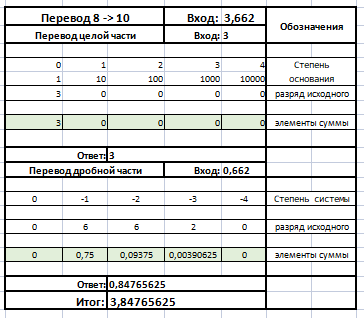 Перевод 8 -> 10 Вход: 3,662 Обозначения
Перевод целой части Вход: 3
0 1 2 3 4 Степень
1 10 100 1000 10000 основания
3 0 0 0 0 разряд исходного
3 0 0 0 0 элементы суммы
Ответ: 3
Перевод дробной части Вход: 0,662
0 -1 -2 -3 -4 Степень системы
0 6 6 2 0 разряд исходного
0 0,75 0,09375 0,00390625 0 элементы суммы
Ответ: 0,84765625
Итог: 3,84765625